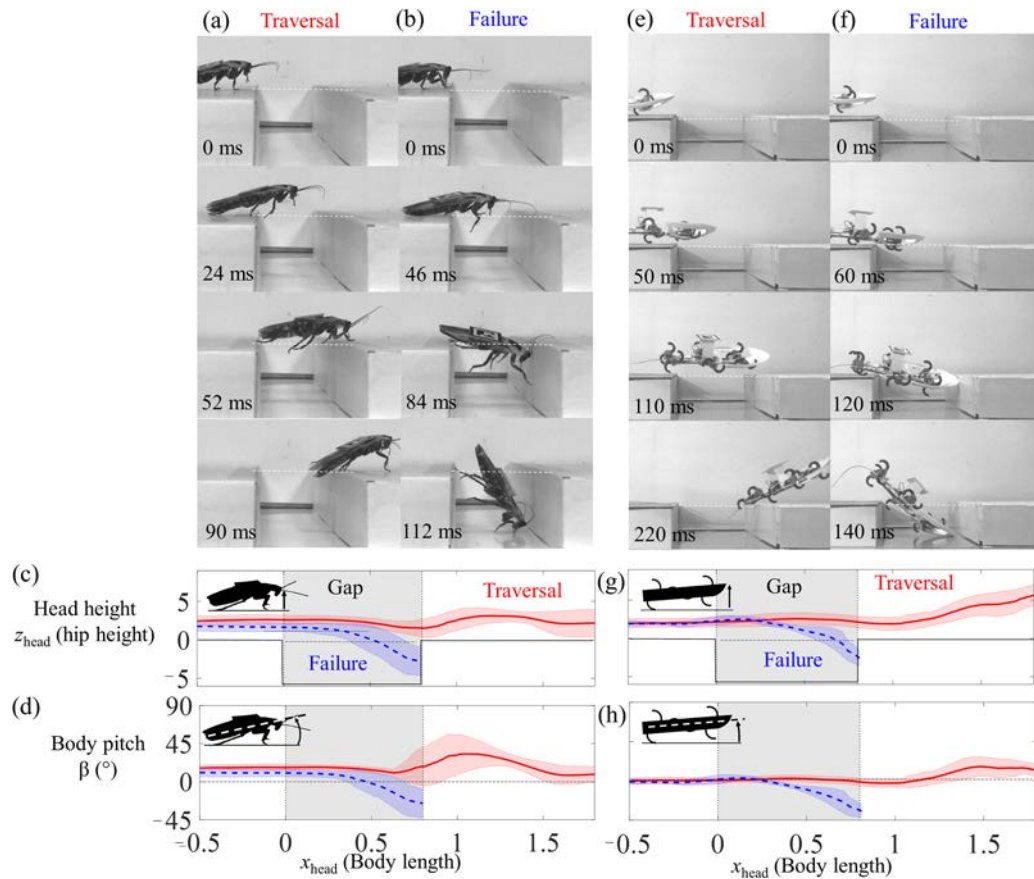 (a) Traversal (b) Failure (e) Traversal (f) Failure
0 ms 0 ms 0 ms 0 ms
24 ms 46 ms 50 ms 60 ms
52 ms 84 ms 110 ms 120 ms
90 ms 112 ms 220 ms 140 ms
(c) Gap Traversal (g) Gap Traversal
Head height
z_head (hip height)
5
0
-5
Failure Failure
(d) (h)
Body pitch
β (°)
90
45
0
-45
-0.5 0 0.5 1 1.5 -0.5 0 0.5 1 1.5
x_head (Body length) x_head (Body length)